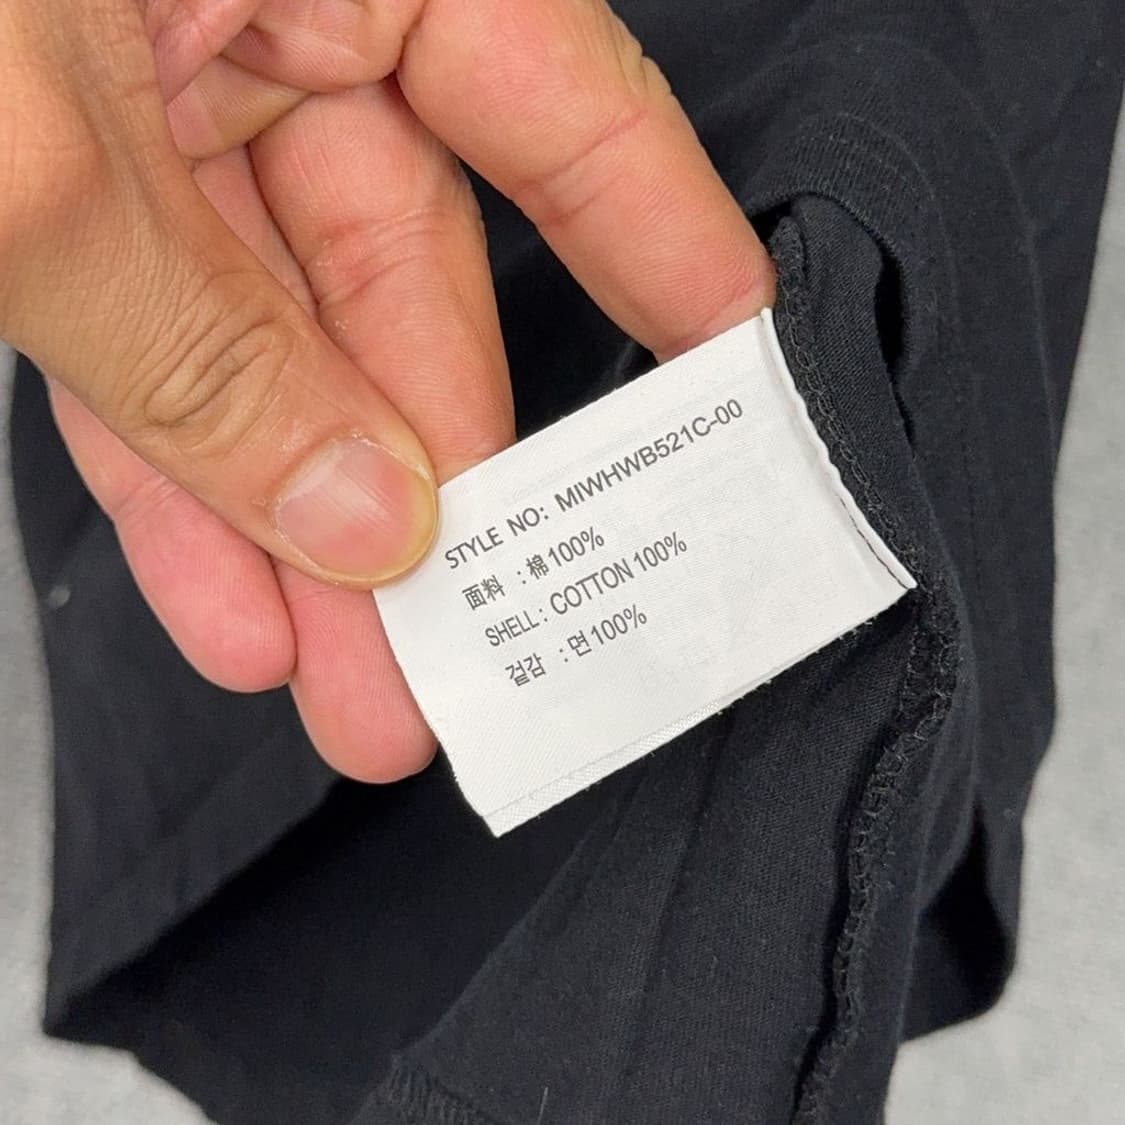 STYLE NO: MIWHWB521C-00
面料 : 棉100%
SHELL : COTTON 100%
겉감 : 면100%